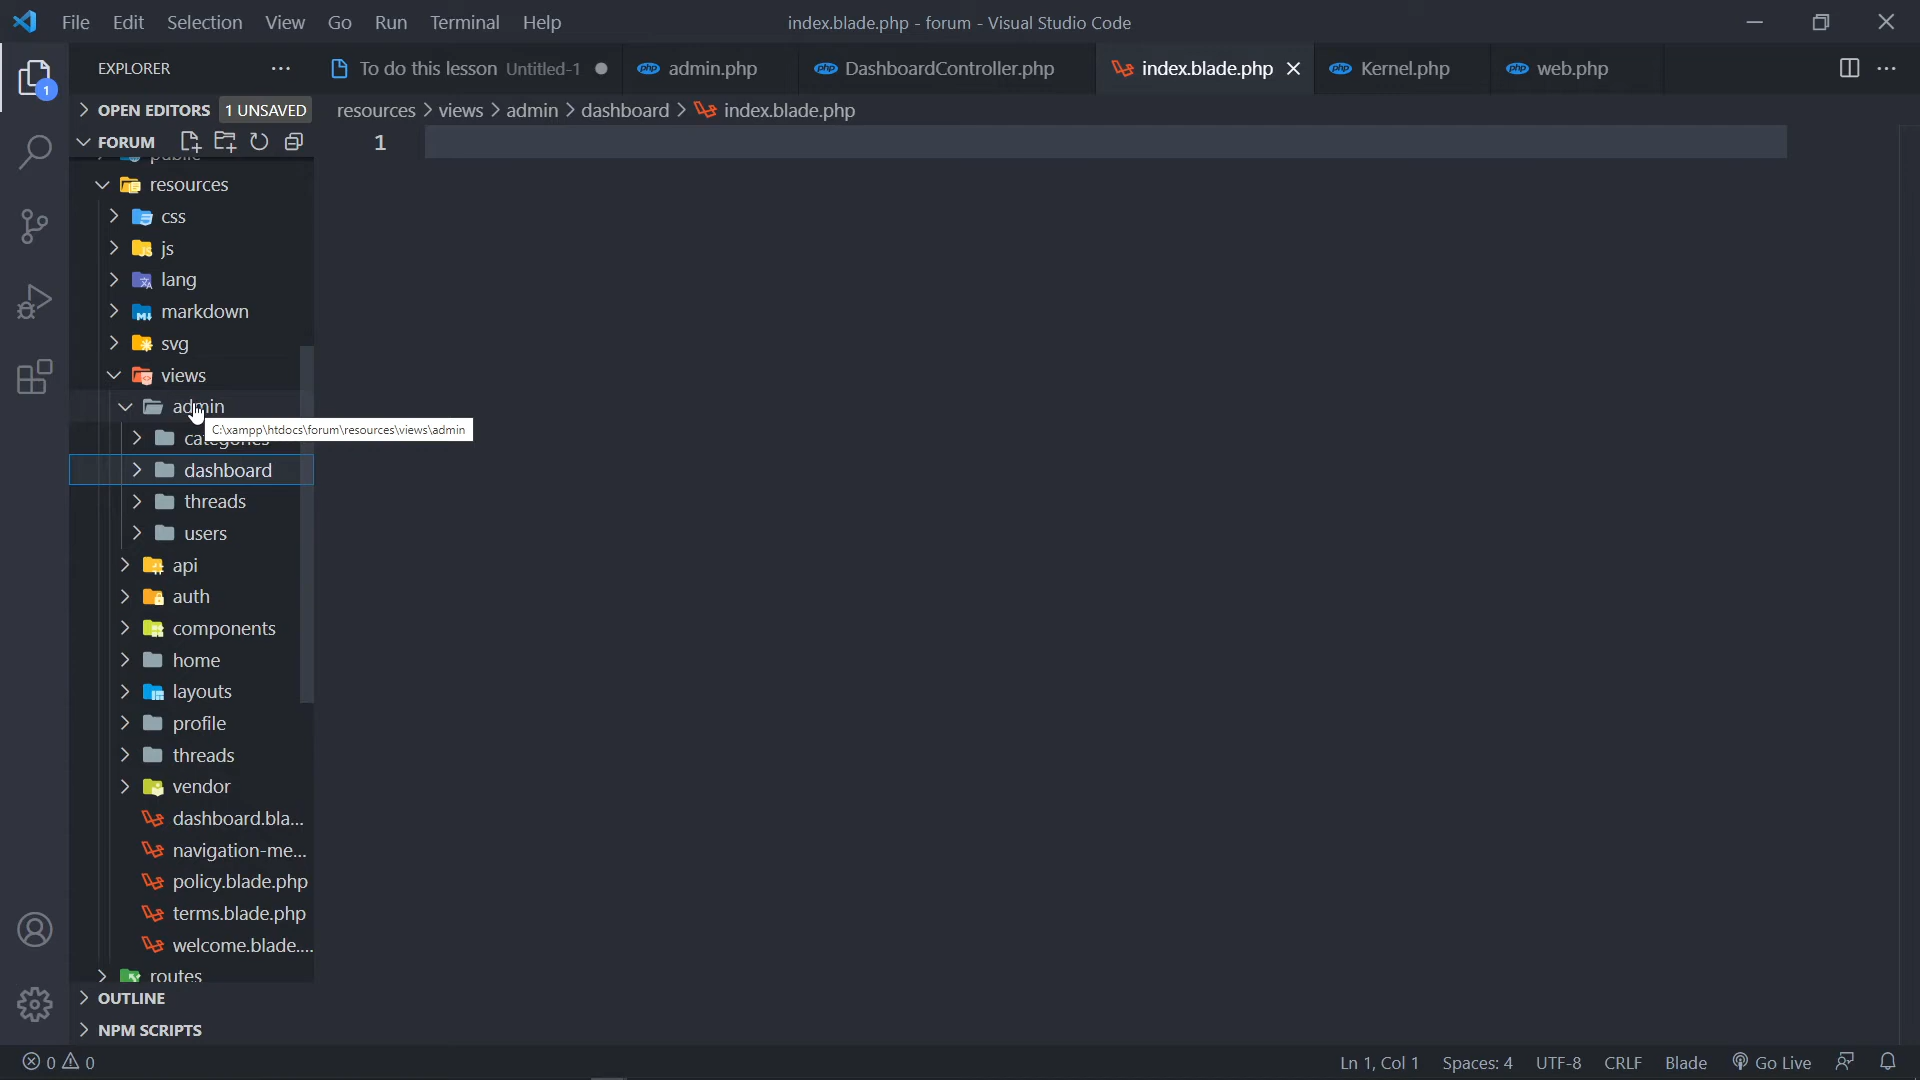 File Edit Selection View Go Run Terminal Help
index.blade.php - forum - Visual Studio Code
EXPLORER
To do this lesson Untitled-1
admin.php
DashboardController.php
index.blade.php
Kernel.php
web.php
OPEN EDITORS 1 UNSAVED
resources > views > admin > dashboard > index.blade.php
FORUM
1
public
resources
css
js
lang
markdown
svg
views
admin
C:\xampp\htdocs\forum\resources\views\admin
categories
dashboard
threads
users
api
auth
components
home
layouts
profile
threads
vendor
dashboard.bla...
navigation-me...
policy.blade.php
terms.blade.php
welcome.blade....
routes
OUTLINE
NPM SCRIPTS
1
0 0
Ln 1, Col 1 Spaces: 4 UTF-8 CRLF Blade Go Live